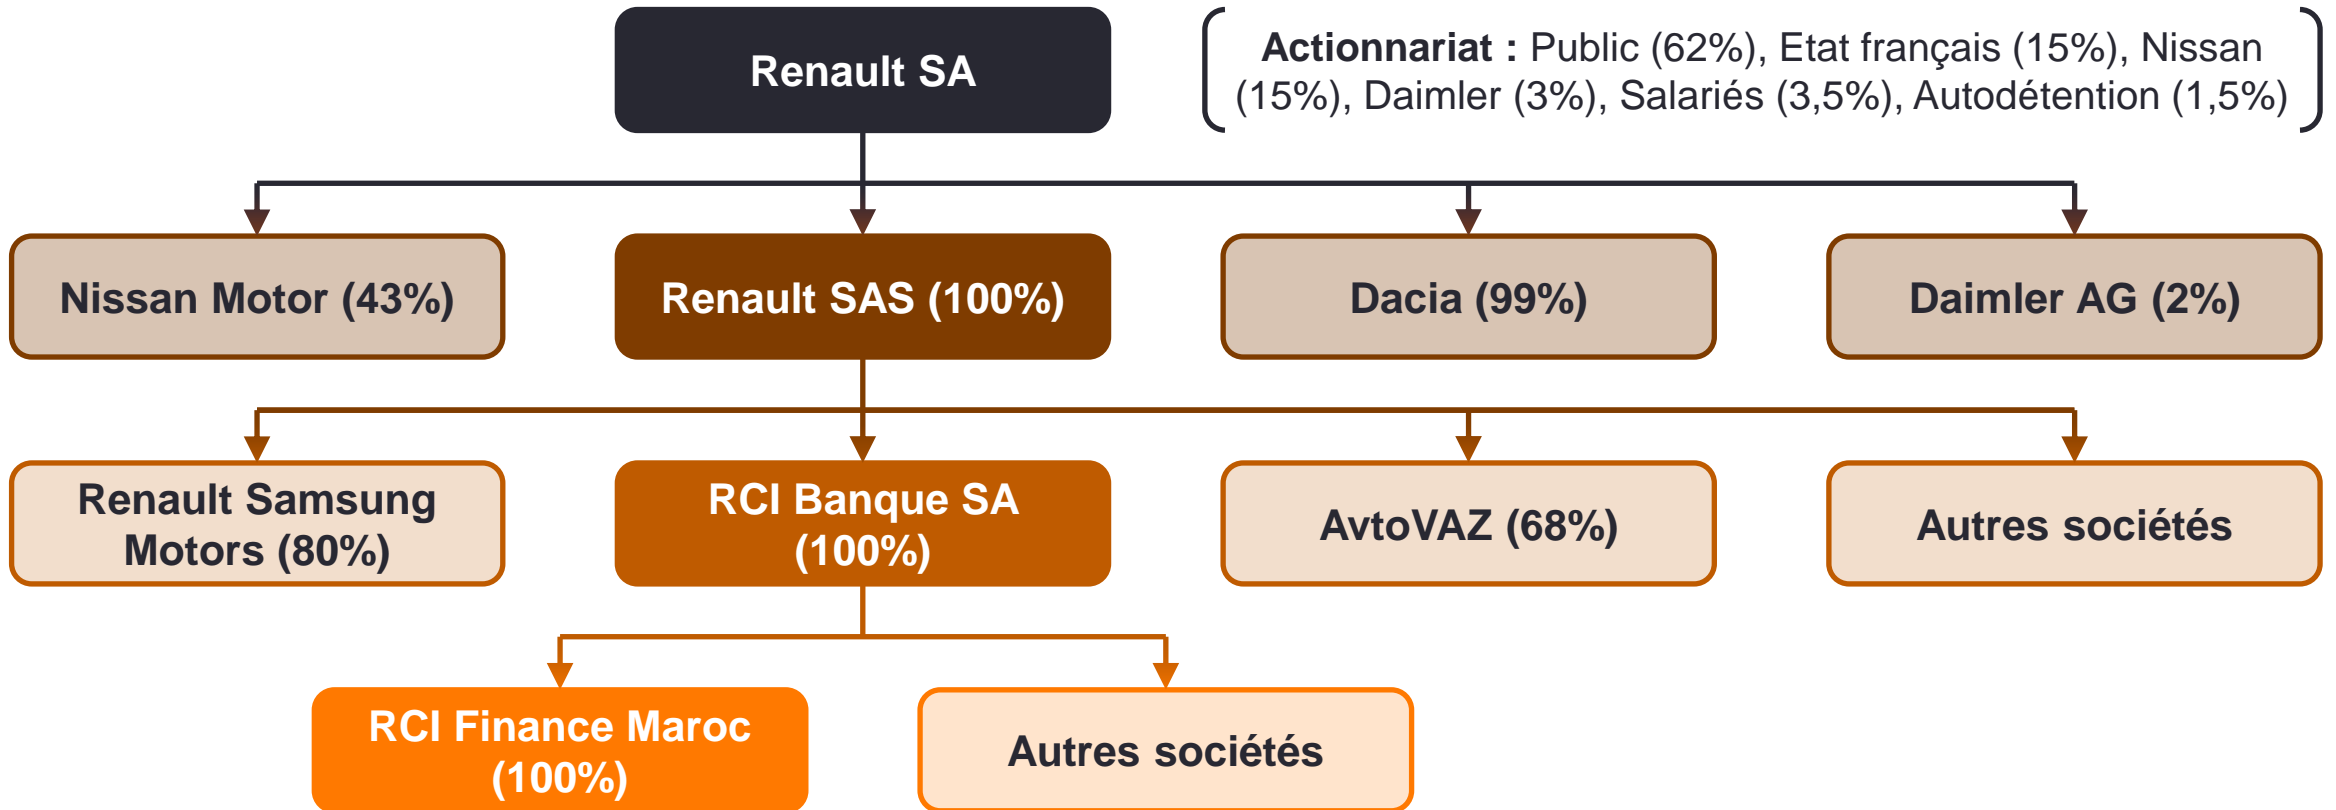 Renault SA
Actionnariat : Public (62%), Etat français (15%), Nissan
(15%), Daimler (3%), Salariés (3,5%), Autodétention (1,5%)
Nissan Motor (43%)
Renault SAS (100%)
Dacia (99%)
Daimler AG (2%)
Renault Samsung
Motors (80%)
RCI Banque SA
(100%)
AvtoVAZ (68%)
Autres sociétés
RCI Finance Maroc
(100%)
Autres sociétés